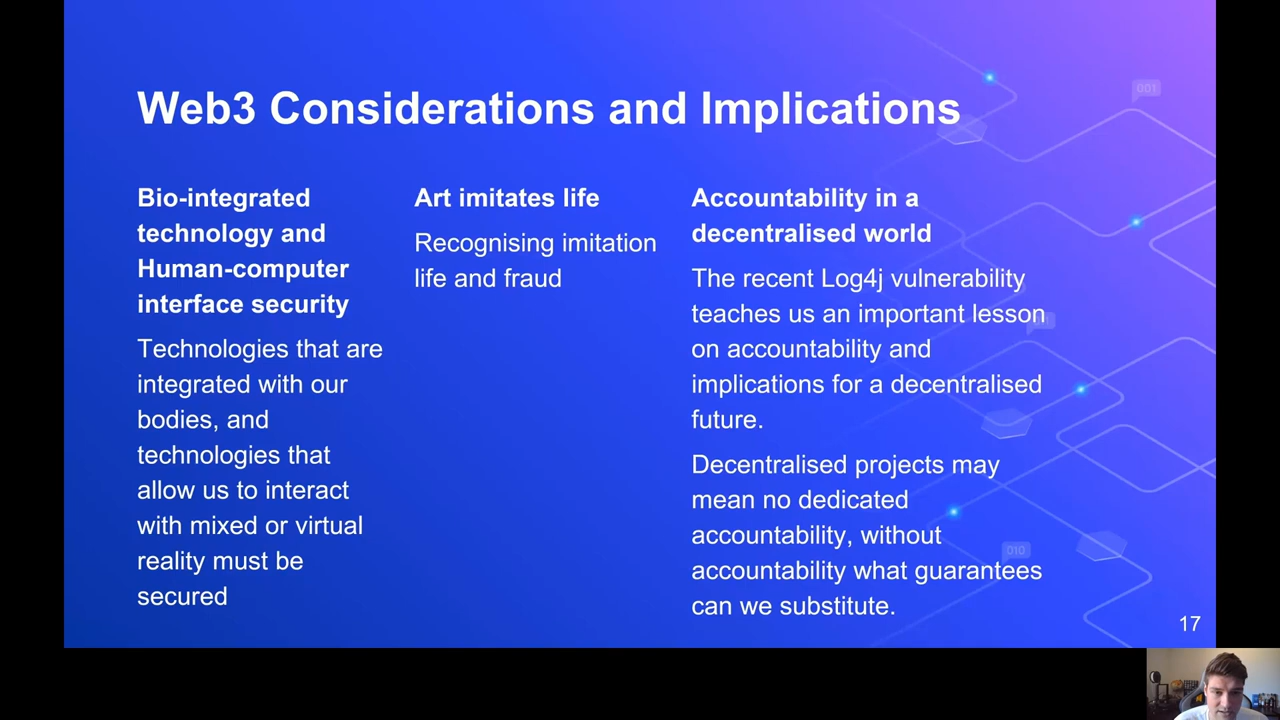 Web3 Considerations and Implications
Bio-integrated
technology and
Human-computer
interface security
Technologies that are
integrated with our
bodies, and
technologies that
allow us to interact
with mixed or virtual
reality must be
secured
Art imitates life
Recognising imitation
life and fraud
Accountability in a
decentralised world
The recent Log4j vulnerability
teaches us an important lesson
on accountability and
implications for a decentralised
future.
Decentralised projects may
mean no dedicated
accountability, without
accountability what guarantees
can we substitute.
001
010
17